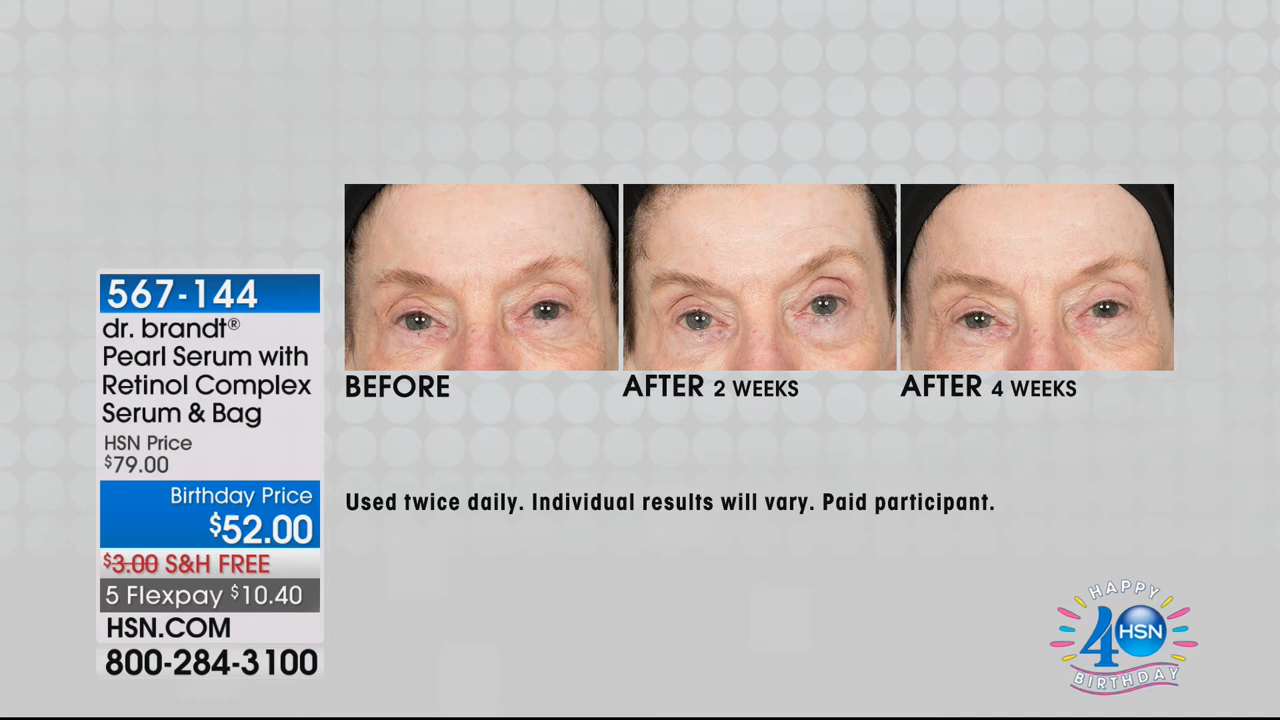 567-144
dr. brandt®
Pearl Serum with
Retinol Complex
Serum & Bag
HSN Price
$79.00
Birthday Price
$52.00
$3.00 S&H FREE
5 Flexpay $10.40
HSN.COM
800-284-3100
BEFORE
AFTER 2 WEEKS
AFTER 4 WEEKS
Used twice daily. Individual results will vary. Paid participant.
HAPPY
40 HSN
BIRTHDAY